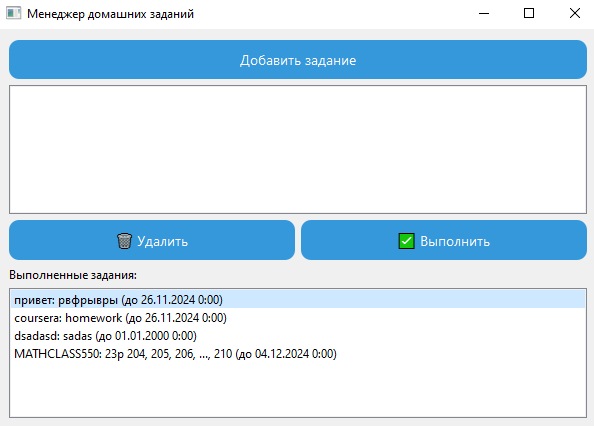 Менеджер домашних заданий
Добавить задание
Удалить
Выполнить
Выполненные задания:
привет: рвфрывры (до 26.11.2024 0:00)
coursera: homework (до 26.11.2024 0:00)
dsadasd: sadas (до 01.01.2000 0:00)
MATHCLASS550: 23р 204, 205, 206, ..., 210 (до 04.12.2024 0:00)